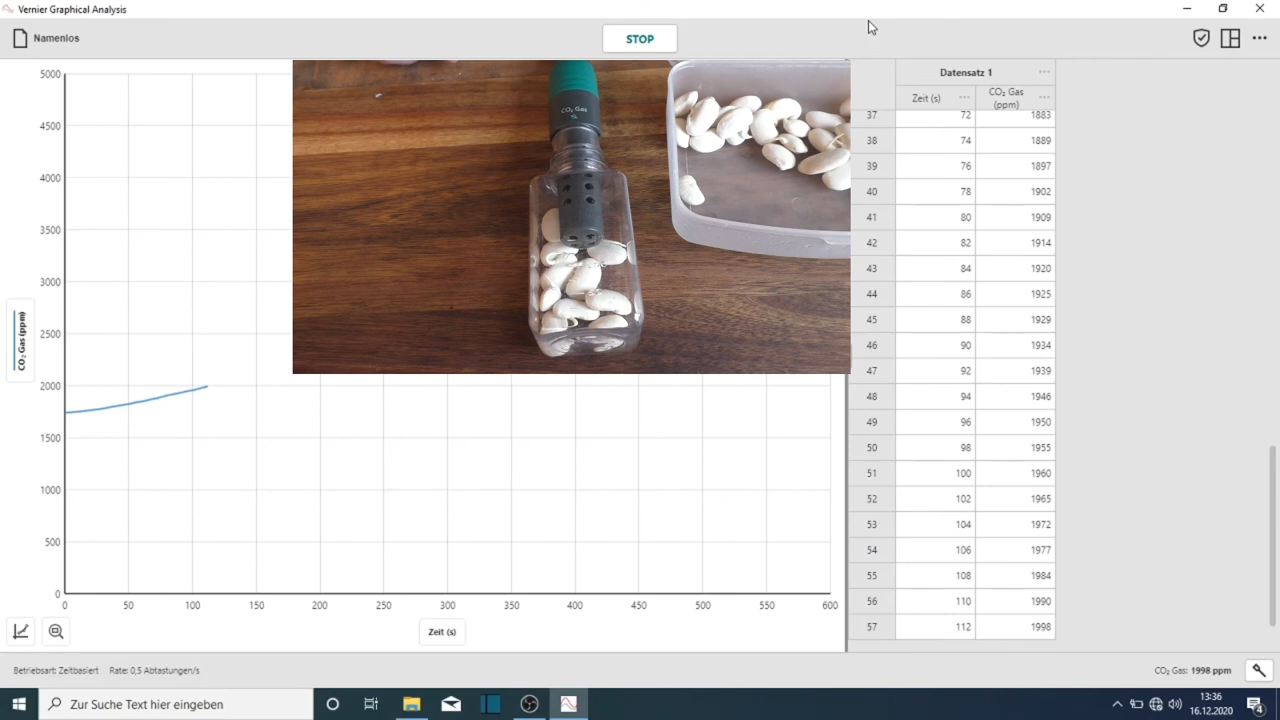 Vernier Graphical Analysis
Namenlos
STOP
5000
4500
4000
3500
3000
2500
2000
1500
1000
500
0
CO₂ Gas (ppm)
0 50 100 150 200 250 300 350 400 450 500 550 600
Zeit (s)
CO₂ Gas
Datensatz 1
Zeit (s) CO₂ Gas (ppm)
37 72 1883
38 74 1889
39 76 1897
40 78 1902
41 80 1909
42 82 1914
43 84 1920
44 86 1925
45 88 1929
46 90 1934
47 92 1939
48 94 1946
49 96 1950
50 98 1955
51 100 1960
52 102 1965
53 104 1972
54 106 1977
55 108 1984
56 110 1990
57 112 1998
Betriebsart: Zeitbasiert Rate: 0,5 Abtastungen/s
CO₂ Gas: 1998 ppm
Zur Suche Text hier eingeben
13:36
16.12.2020
4